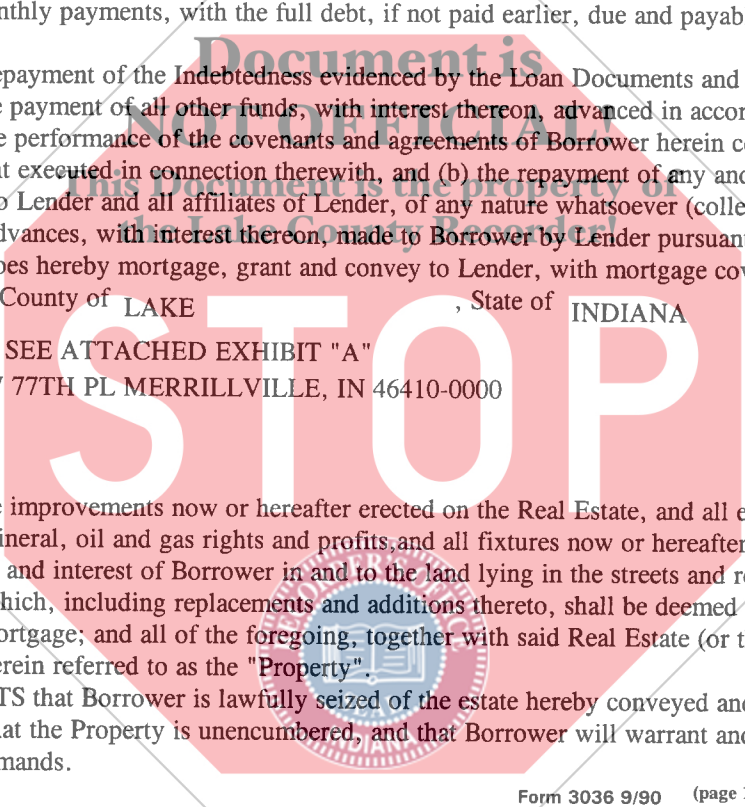 nthly payments, with the full debt, if not paid earlier, due and payab
Document is
epayment of the Indebtedness evidenced by the Loan Documents and
e payment of all other funds, with interest thereon, advanced in accor
NOT OFFICIAL!
e performance of the covenants and agreements of Borrower herein c
t executed in connection therewith, and (b) the repayment of any and
This Document is the property of
o Lender and all affiliates of Lender, of any nature whatsoever (colle
dvances, with interest thereon, made to Borrower by Lender pursuant
the Lake County Recorder!
oes hereby mortgage, grant and convey to Lender, with mortgage cov
County of LAKE , State of INDIANA
SEE ATTACHED EXHIBIT "A"
77TH PL MERRILLVILLE, IN 46410-0000
STOP
e improvements now or hereafter erected on the Real Estate, and all e
ineral, oil and gas rights and profits, and all fixtures now or hereafter
and interest of Borrower in and to the land lying in the streets and r
hich, including replacements and additions thereto, shall be deemed
ortgage; and all of the foregoing, together with said Real Estate (or t
erein referred to as the "Property".
RECORDER'S OFFICE
TS that Borrower is lawfully seized of the estate hereby conveyed and
at the Property is unencumbered, and that Borrower will warrant and
INDIANA
mands.
Form 3036 9/90 (page 1